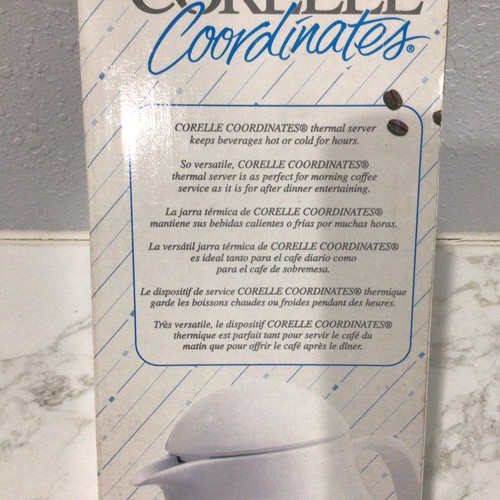 CORELLE
Coordinates®
CORELLE COORDINATES® thermal server
keeps beverages hot or cold for hours.
So versatile, CORELLE COORDINATES®
thermal server is as perfect for morning coffee
service as it is for after dinner entertaining.
La jarra térmica de CORELLE COORDINATES®
mantiene sus bebidas calientes o frías por muchas horas.
La versátil jarra térmica de CORELLE COORDINATES®
es ideal tanto para el cafe diario como
para el cafe de sobremesa.
Le dispositif de service CORELLE COORDINATES® thermique
garde les boissons chaudes ou froides pendant des heures.
Très versatile, le dispositif CORELLE COORDINATES®
thermique est parfait tant pour servir le café du
matin que pour offrir le café après le dîner.